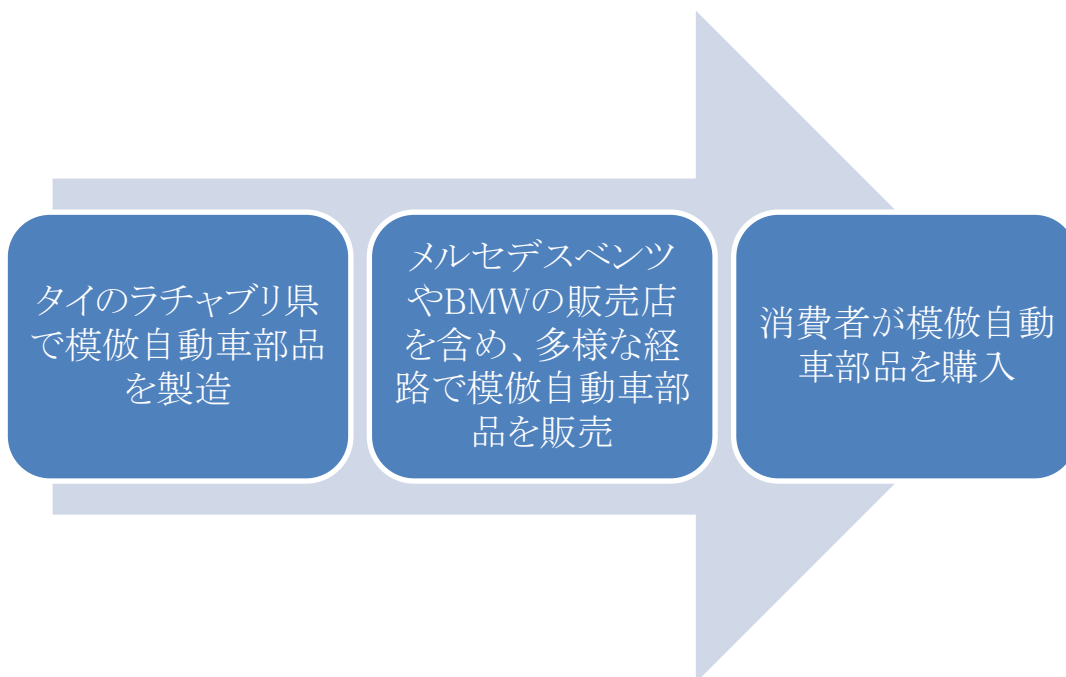 タイのラチャブリ県
で模倣自動車部品
を製造
メルセデスベンツ
やBMWの販売店
を含め、多様な経
路で模倣自動車部
品を販売
消費者が模倣自動
車部品を購入